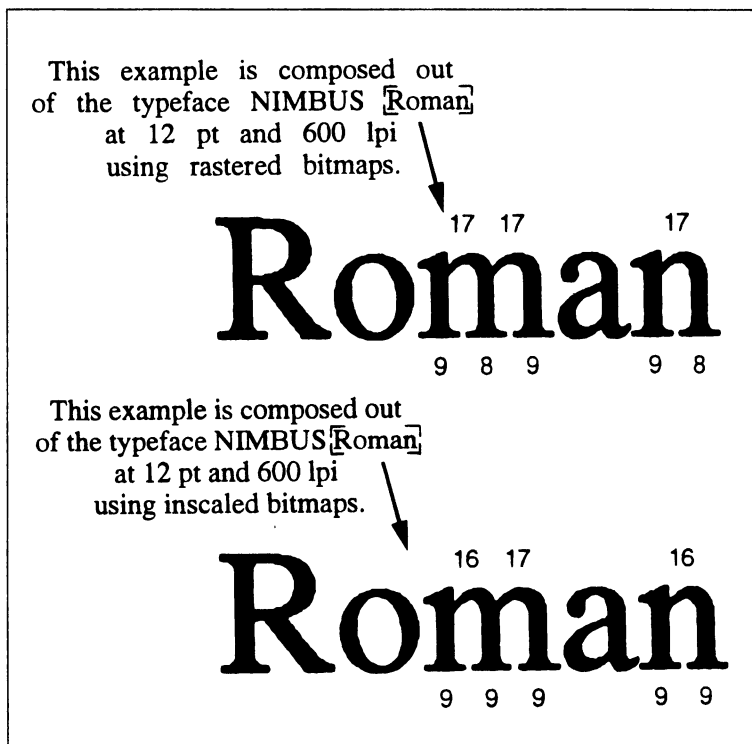 This example is composed out
of the typeface NIMBUS [Roman]
at 12 pt and 600 lpi
using rastered bitmaps.
17 17 17
Roman
9 8 9 9 8
This example is composed out
of the typeface NIMBUS [Roman]
at 12 pt and 600 lpi
using inscaled bitmaps.
16 17 16
Roman
9 9 9 9 9